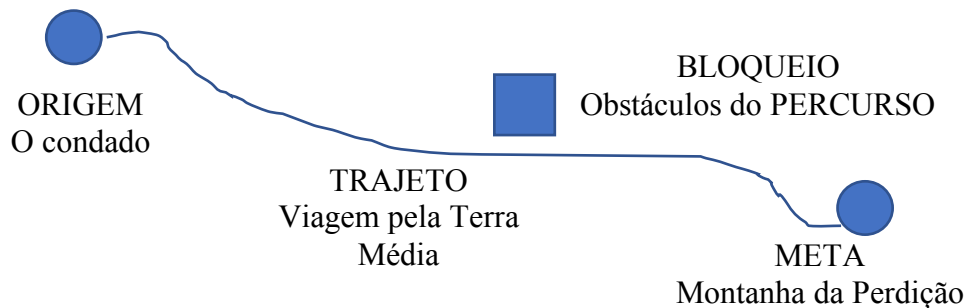 ORIGEM
O condado
BLOQUEIO
Obstáculos do PERCURSO
TRAJETO
Viagem pela Terra
Média
META
Montanha da Perdição